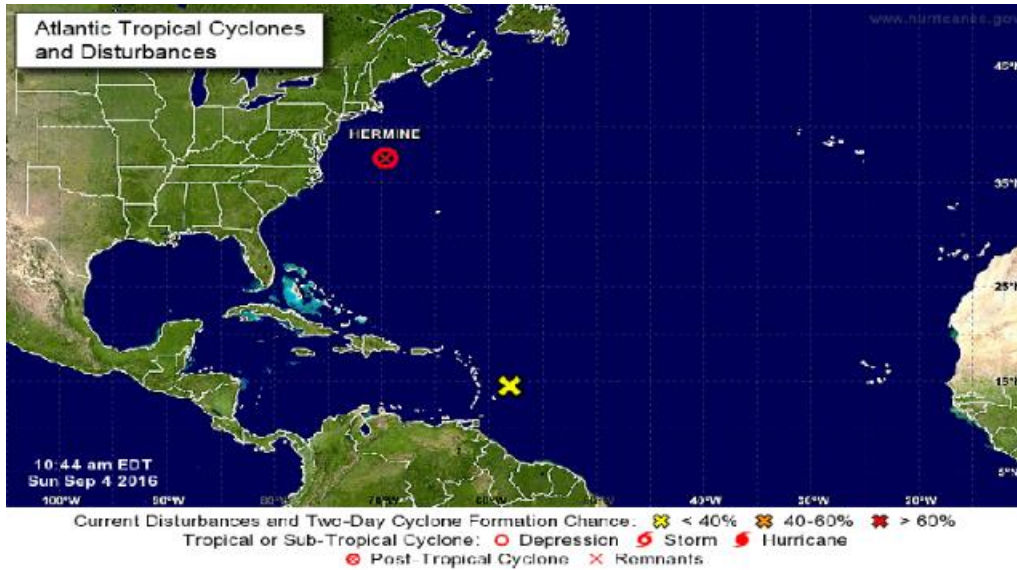 Atlantic Tropical Cyclones
and Disturbances
www.hurricanes.gov
45°N
HERMINE
35°N
25°N
15°N
10:44 am EDT
Sun Sep 4 2016
5°N
100°W 90°W 80°W 70°W 60°W 50°W 40°W 30°W 20°W
Current Disturbances and Two-Day Cyclone Formation Chance: < 40% 40-60% > 60%
Tropical or Sub-Tropical Cyclone: Depression Storm Hurricane
Post-Tropical Cyclone Remnants